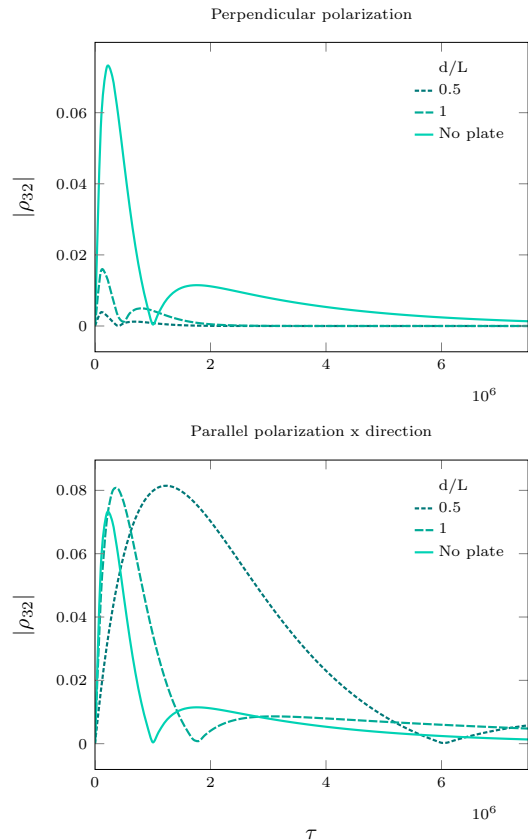 Perpendicular polarization
|ρ32|
0.06
0.04
0.02
0
d/L
0.5
1
No plate
0
2
4
6
10^6
Parallel polarization x direction
|ρ32|
0.08
0.06
0.04
0.02
0
d/L
0.5
1
No plate
0
2
4
6
10^6
τ